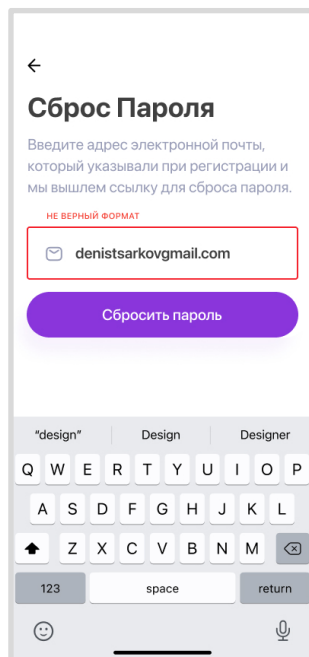 Сброс Пароля
Введите адрес электронной почты,
который указывали при регистрации и
мы вышлем ссылку для сброса пароля.
НЕ ВЕРНЫЙ ФОРМАТ
denistsarkovgmail.com
Сбросить пароль
“design” Design Designer
Q W E R T Y U I O P
A S D F G H J K L
Z X C V B N M
123 space return